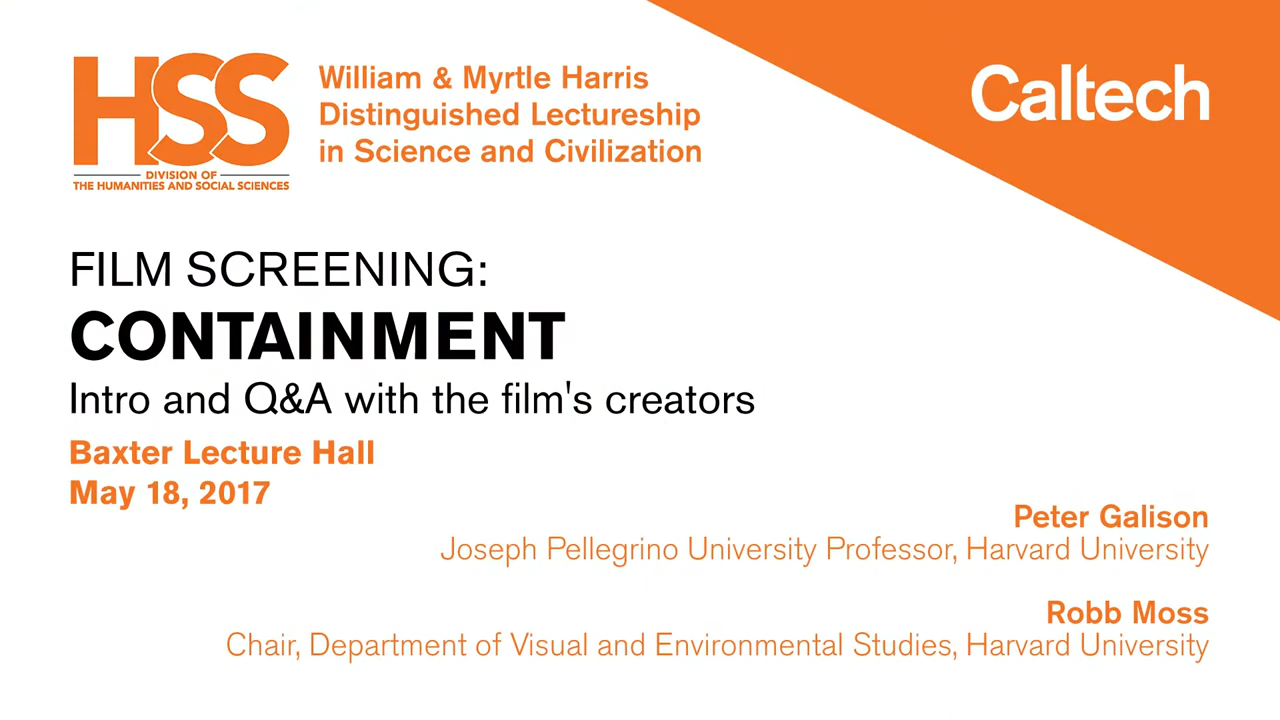 HSS
DIVISION OF
THE HUMANITIES AND SOCIAL SCIENCES
William & Myrtle Harris
Distinguished Lectureship
in Science and Civilization
Caltech
FILM SCREENING:
CONTAINMENT
Intro and Q&A with the film's creators
Baxter Lecture Hall
May 18, 2017
Peter Galison
Joseph Pellegrino University Professor, Harvard University
Robb Moss
Chair, Department of Visual and Environmental Studies, Harvard University